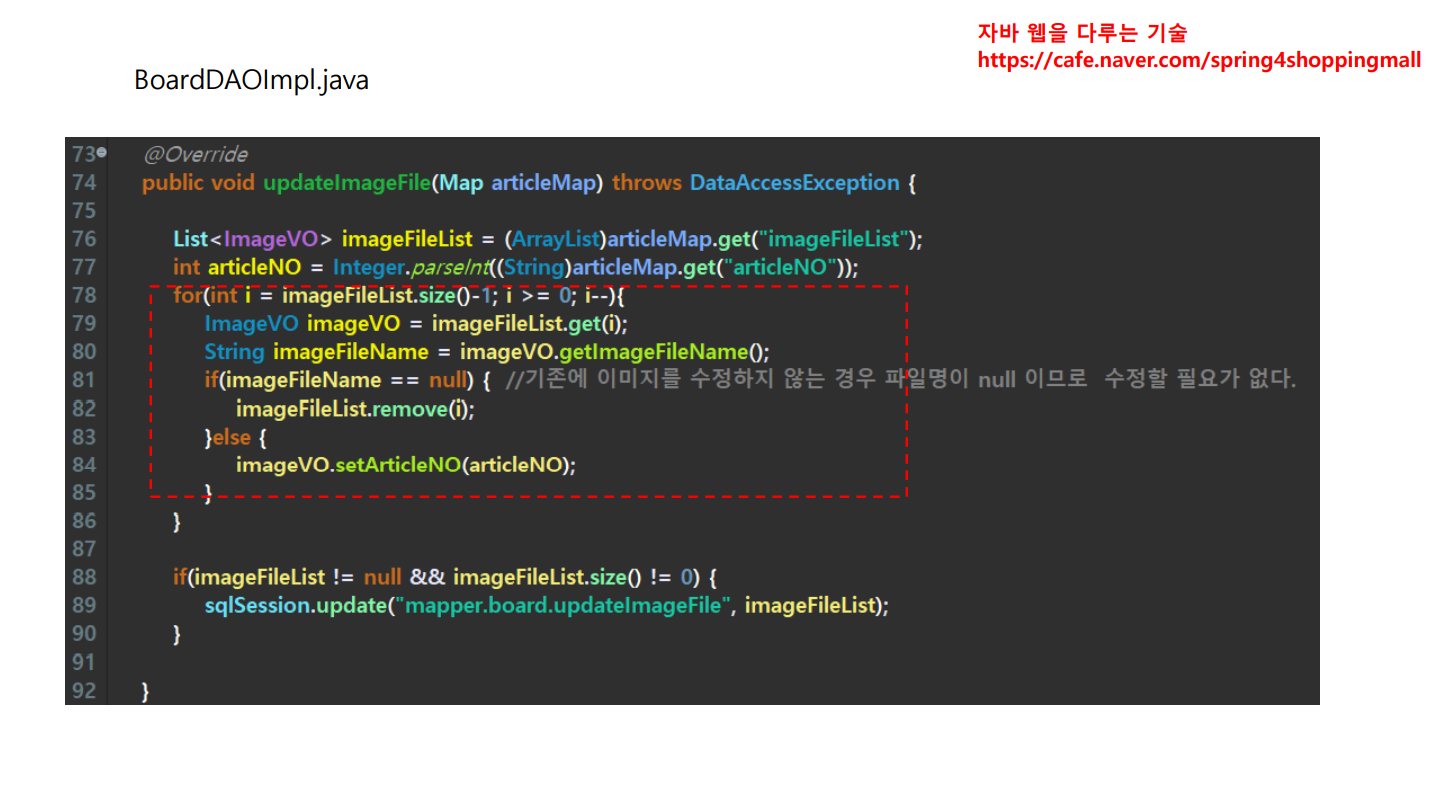 자바 웹을 다루는 기술
https://cafe.naver.com/spring4shoppingmall
BoardDAOImpl.java
73 @Override
74 public void updateImageFile(Map articleMap) throws DataAccessException {
75
76 List<ImageVO> imageFileList = (ArrayList)articleMap.get("imageFileList");
77 int articleNO = Integer.parseInt((String)articleMap.get("articleNO"));
78 for(int i = imageFileList.size()-1; i >= 0; i--){
79 ImageVO imageVO = imageFileList.get(i);
80 String imageFileName = imageVO.getImageFileName();
81 if(imageFileName == null) { //기존에 이미지를 수정하지 않는 경우 파일명이 null 이므로 수정할 필요가 없다.
82 imageFileList.remove(i);
83 }else {
84 imageVO.setArticleNO(articleNO);
85 }
86 }
87
88 if(imageFileList != null && imageFileList.size() != 0) {
89 sqlSession.update("mapper.board.updateImageFile", imageFileList);
90 }
91
92 }